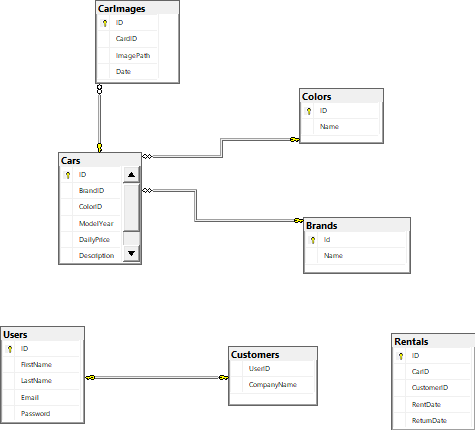 CarImages
ID
CardID
ImagePath
Date
Colors
ID
Name
Cars
ID
BrandID
ColorID
ModelYear
DailyPrice
Description
Brands
Id
Name
Users
ID
FirstName
LastName
Email
Password
Customers
UserID
CompanyName
Rentals
ID
CarID
CustomerID
RentDate
ReturnDate